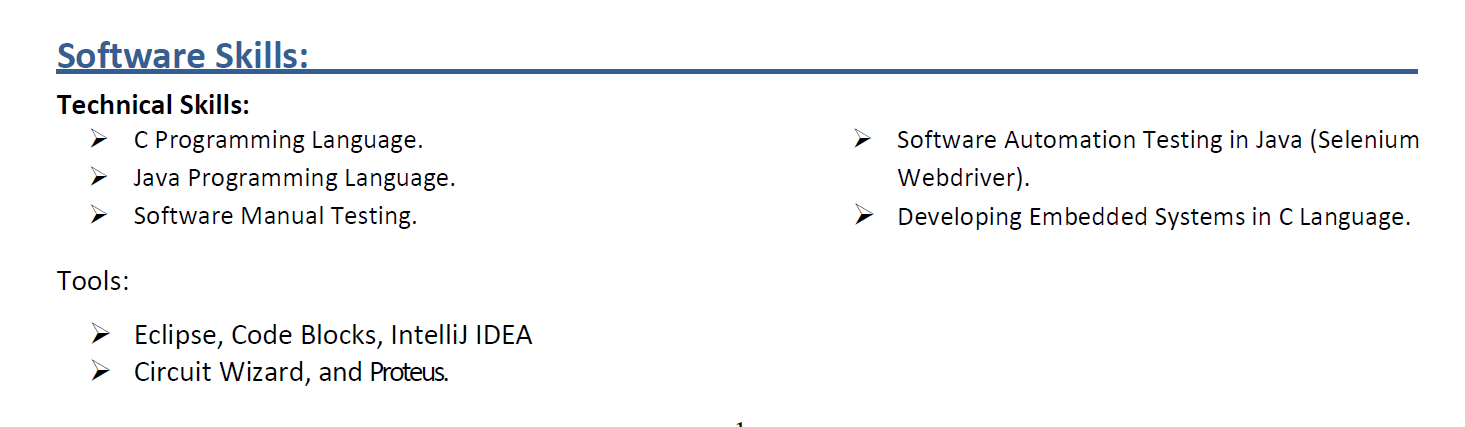 Software Skills:
Technical Skills:
➢ C Programming Language.
➢ Java Programming Language.
➢ Software Manual Testing.
➢ Software Automation Testing in Java (Selenium
Webdriver).
➢ Developing Embedded Systems in C Language.
Tools:
➢ Eclipse, Code Blocks, IntelliJ IDEA
➢ Circuit Wizard, and Proteus.